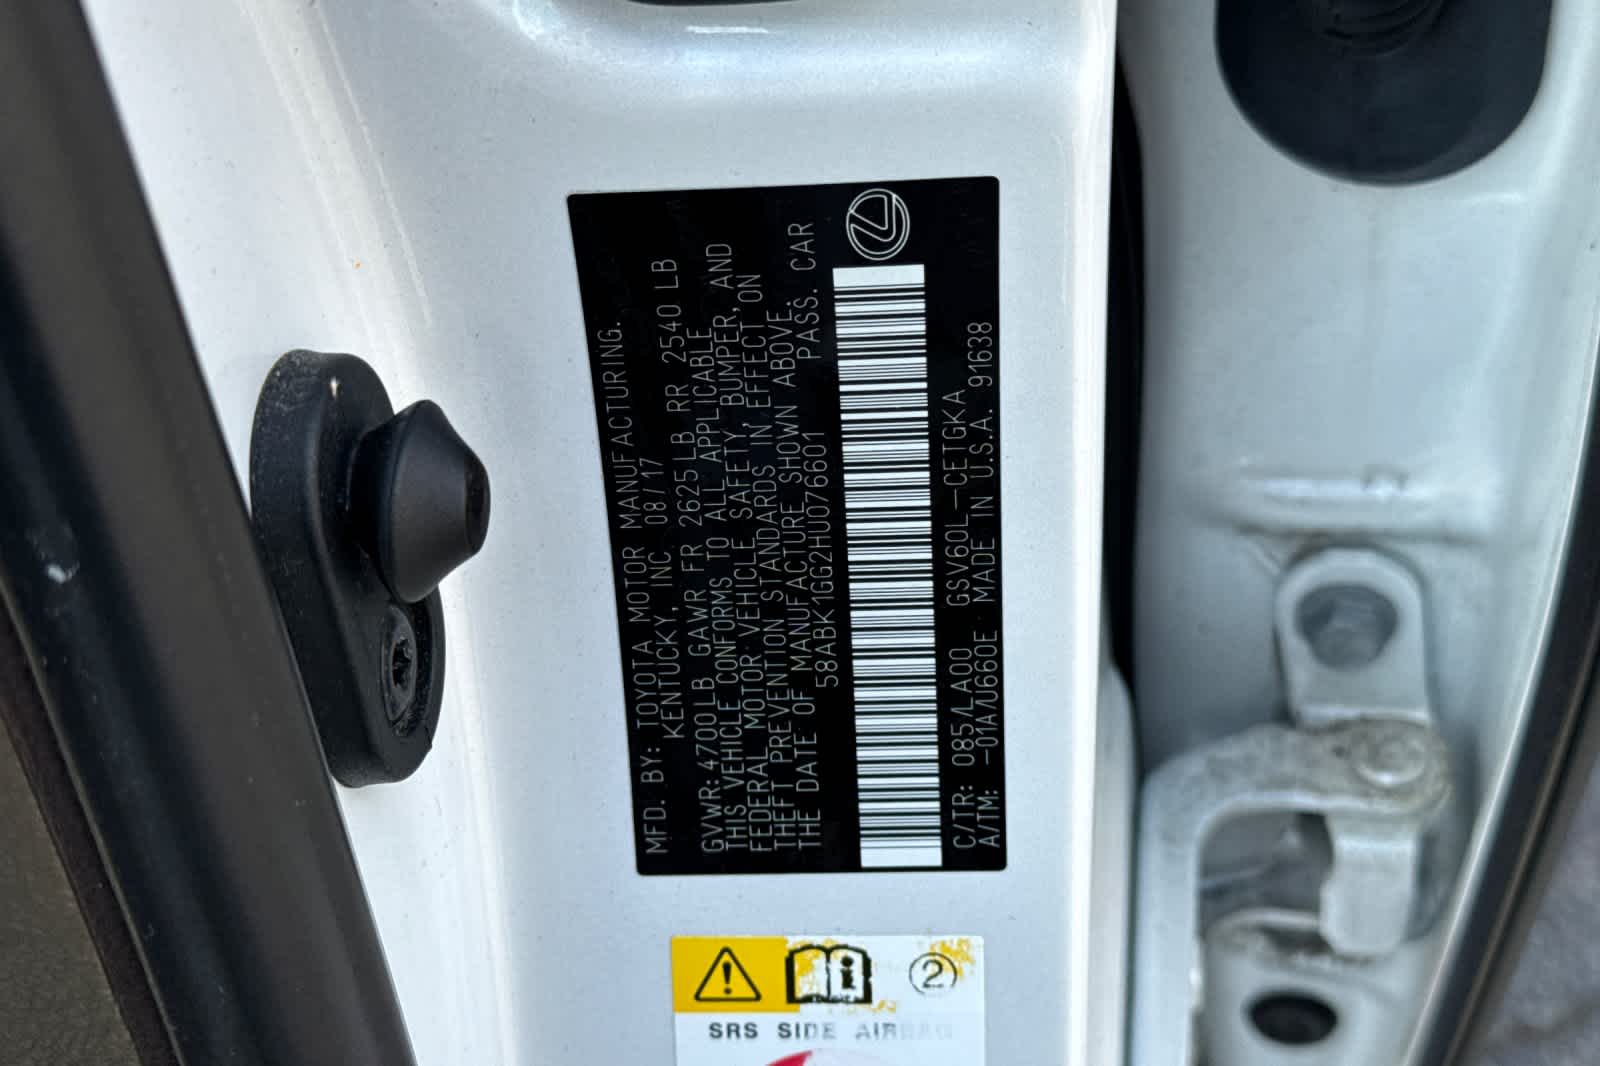 MFD. BY: TOYOTA MOTOR MANUFACTURING.
KENTUCKY, INC. 08/17
GVWR: 4700LB GAWR FR 2625LB RR 2540 LB
THIS VEHICLE CONFORMS TO ALL APPLICABLE
FEDERAL MOTOR VEHICLE SAFETY, BUMPER, AND
THEFT PREVENTION STANDARDS IN EFFECT ON
THE DATE OF MANUFACTURE SHOWN ABOVE.
58ABK1GG2HU076601 PASS. CAR
C/TR: 085/LA00 GSV60L-CETGKA
A/TM: -01A/U660E MADE IN U.S.A. 91638
2
SRS SIDE AIRBAG